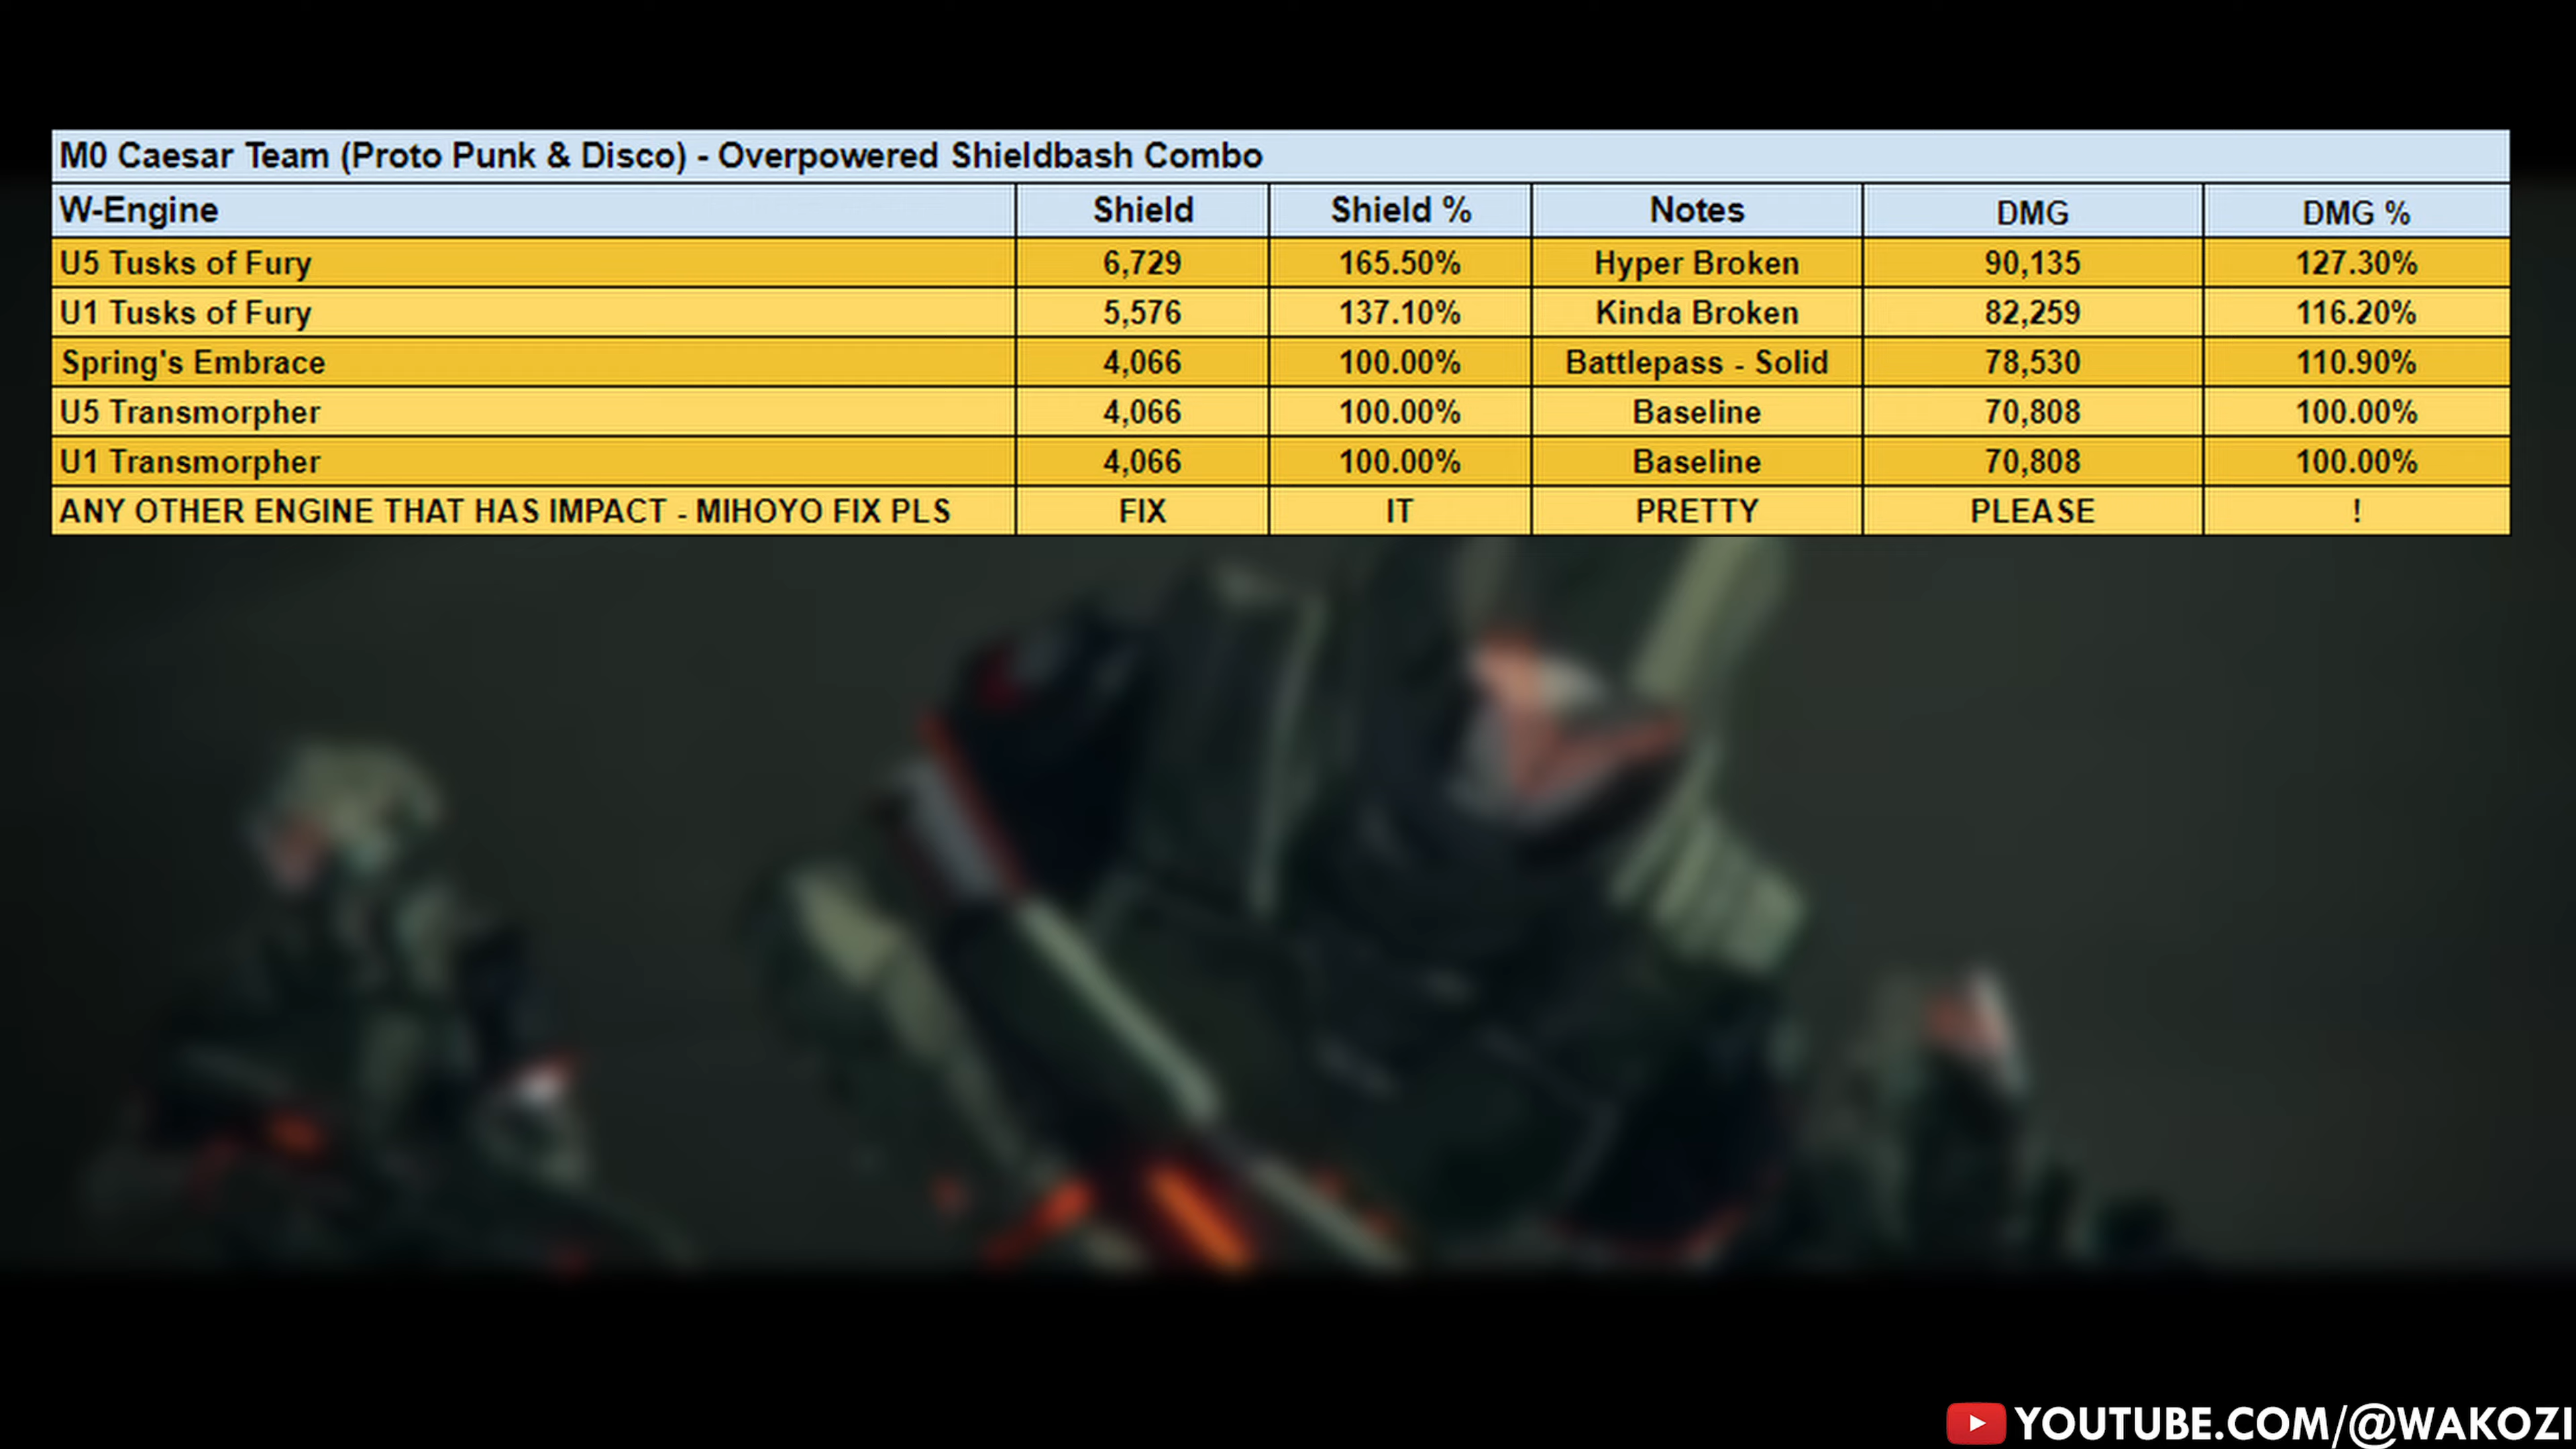 M0 Caesar Team (Proto Punk & Disco) - Overpowered Shieldbash Combo
W-Engine Shield Shield % Notes DMG DMG %
U5 Tusks of Fury 6,729 165.50% Hyper Broken 90,135 127.30%
U1 Tusks of Fury 5,576 137.10% Kinda Broken 82,259 116.20%
Spring's Embrace 4,066 100.00% Battlepass - Solid 78,530 110.90%
U5 Transmorpher 4,066 100.00% Baseline 70,808 100.00%
U1 Transmorpher 4,066 100.00% Baseline 70,808 100.00%
ANY OTHER ENGINE THAT HAS IMPACT - MIHOYO FIX PLS FIX IT PRETTY PLEASE !
YOUTUBE.COM/@WAKOZI